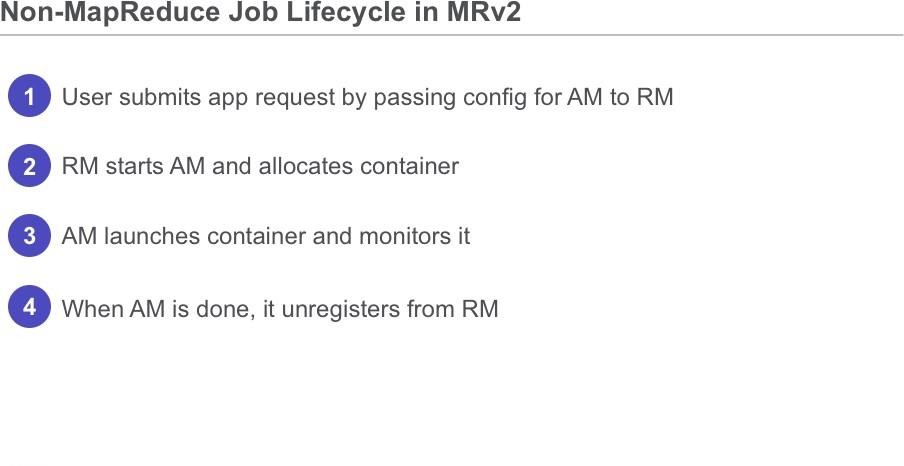 Non-MapReduce Job Lifecycle in MRv2
1 User submits app request by passing config for AM to RM
2 RM starts AM and allocates container
3 AM launches container and monitors it
4 When AM is done, it unregisters from RM